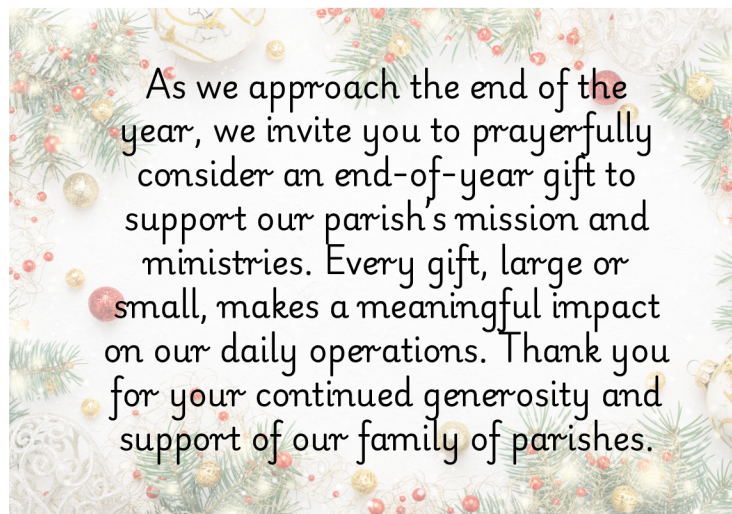 As we approach the end of the
year, we invite you to prayerfully
consider an end-of-year gift to
support our parish's mission and
ministries. Every gift, large or
small, makes a meaningful impact
on our daily operations. Thank you
for your continued generosity and
support of our family of parishes.